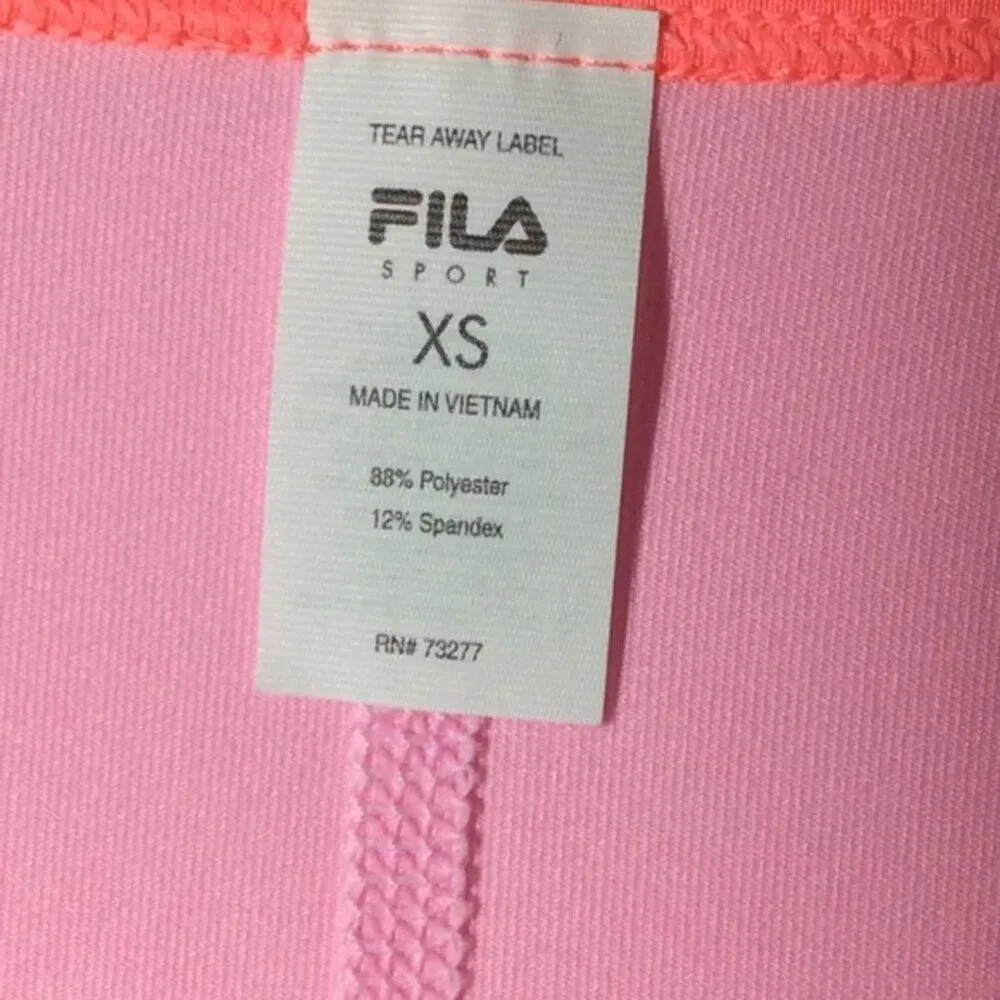 TEAR AWAY LABEL
FILA
SPORT
XS
MADE IN VIETNAM
88% Polyester
12% Spandex
RN# 73277